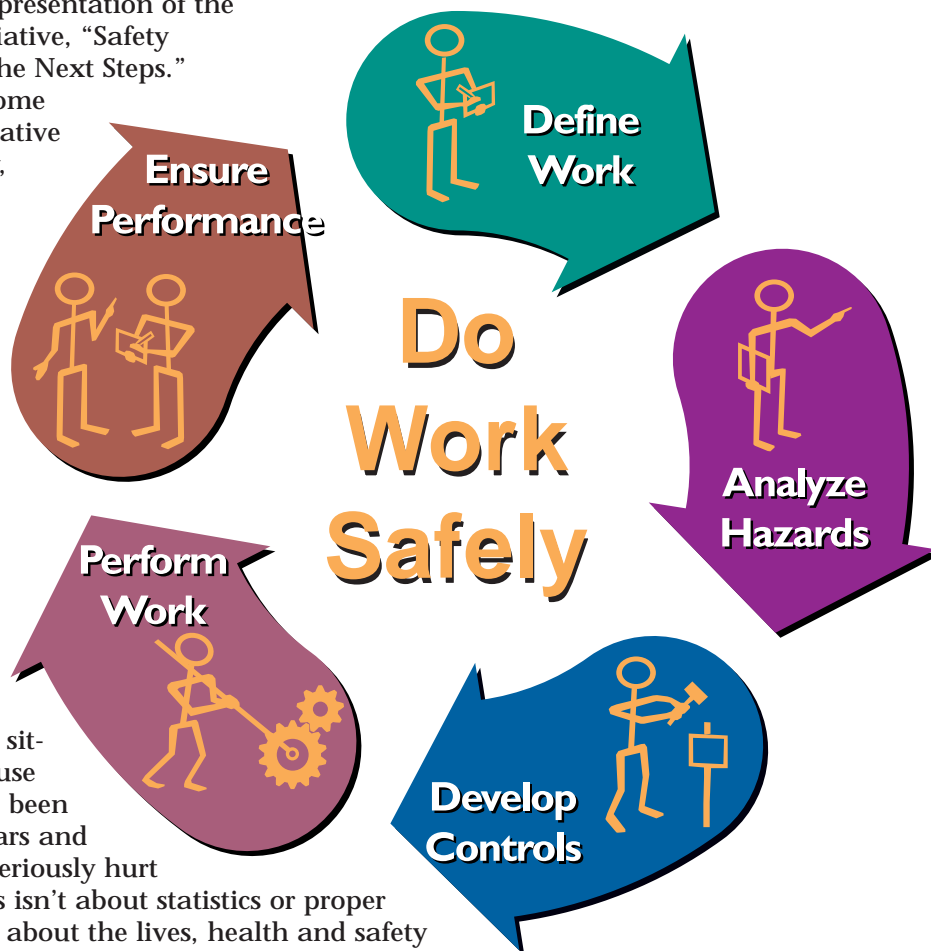 presentation of the
iative, “Safety
he Next Steps.”
ome
ative
,
Define
Work
Analyze
Hazards
Develop
Controls
Perform
Work
Ensure
Performance
Do
Work
Safely
sit-
use
been
ars and
eriously hurt
s isn’t about statistics or proper
about the lives, health and safety